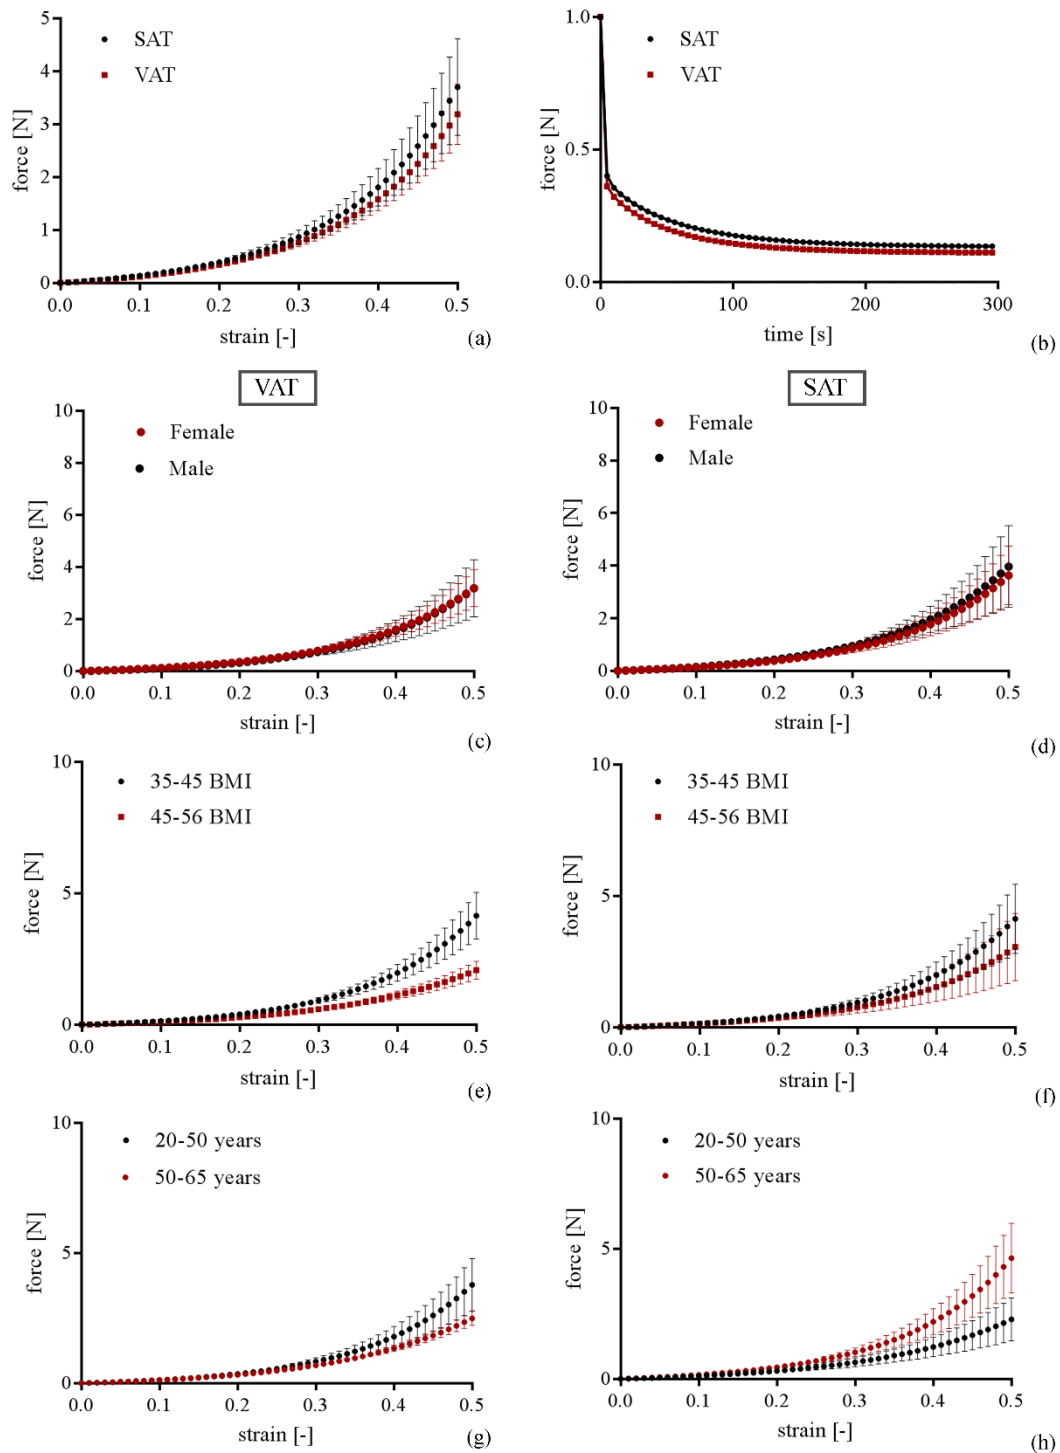 5
4
3
2
1
0
force [N]
SAT
VAT
0.0 0.1 0.2 0.3 0.4 0.5
strain [-]
(a)
1.0
0.5
0.0
force [N]
SAT
VAT
0 100 200 300
time [s]
(b)
VAT
10
8
6
4
2
0
force [N]
Female
Male
0.0 0.1 0.2 0.3 0.4 0.5
strain [-]
(c)
SAT
10
8
6
4
2
0
force [N]
Female
Male
0.0 0.1 0.2 0.3 0.4 0.5
strain [-]
(d)
10
5
0
force [N]
35-45 BMI
45-56 BMI
0.0 0.1 0.2 0.3 0.4 0.5
strain [-]
(e)
10
5
0
force [N]
35-45 BMI
45-56 BMI
0.0 0.1 0.2 0.3 0.4 0.5
strain [-]
(f)
10
5
0
force [N]
20-50 years
50-65 years
0.0 0.1 0.2 0.3 0.4 0.5
strain [-]
(g)
10
5
0
force [N]
20-50 years
50-65 years
0.0 0.1 0.2 0.3 0.4 0.5
strain [-]
(h)